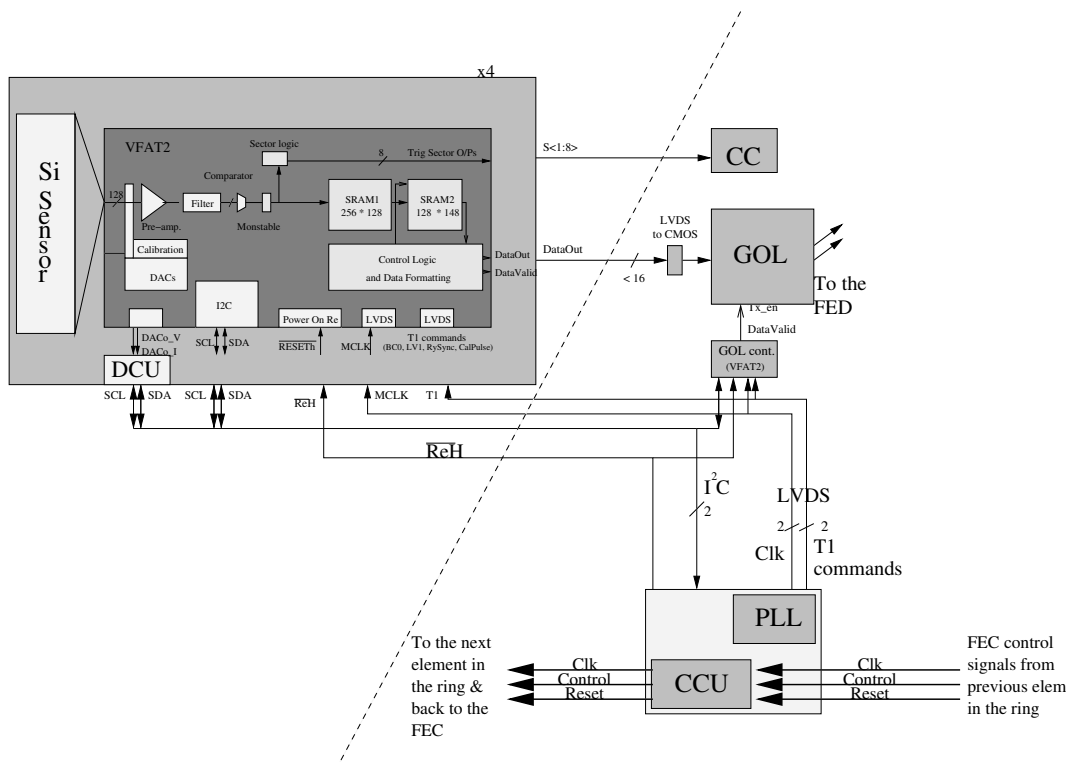 x4
Si Sensor
VFAT2
Sector logic
8
Trig Sector O/Ps
S<1:8>
CC
128
Comparator
Filter
Pre-amp.
Monstable
SRAM1
256 * 128
SRAM2
128 * 148
Calibration
DACs
Control Logic
and Data Formatting
DataOut
DataValid
DataOut
< 16
LVDS
to CMOS
GOL
To the
FED
Tx_en
DataValid
GOL cont.
(VFAT2)
I2C
Power On Re
LVDS
LVDS
DACo_V
DACo_I
SCL
SDA
RESETh
MCLK
T1 commands
(BC0, LV1, RySync, CalPulse)
DCU
SCL
SDA
SCL
SDA
ReH
MCLK
T1
ReH
I2C
2
LVDS
2
2
Clk
T1
commands
PLL
CCU
To the next
element in
the ring &
back to the
FEC
Clk
Control
Reset
Clk
Control
Reset
FEC control
signals from
previous elem
in the ring